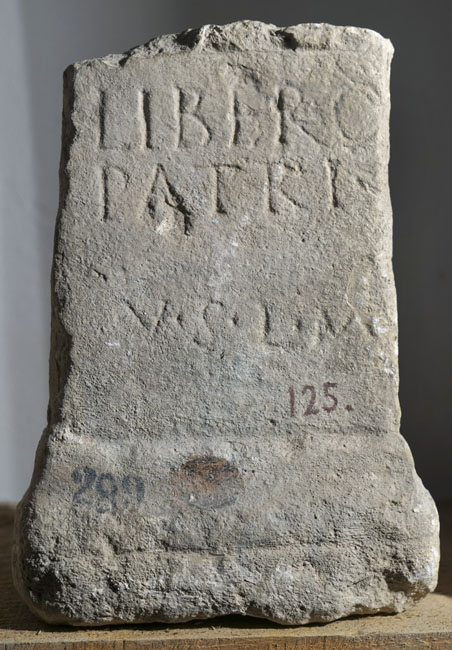 LIBERO
PATRI
V·S·L·M
125.
289